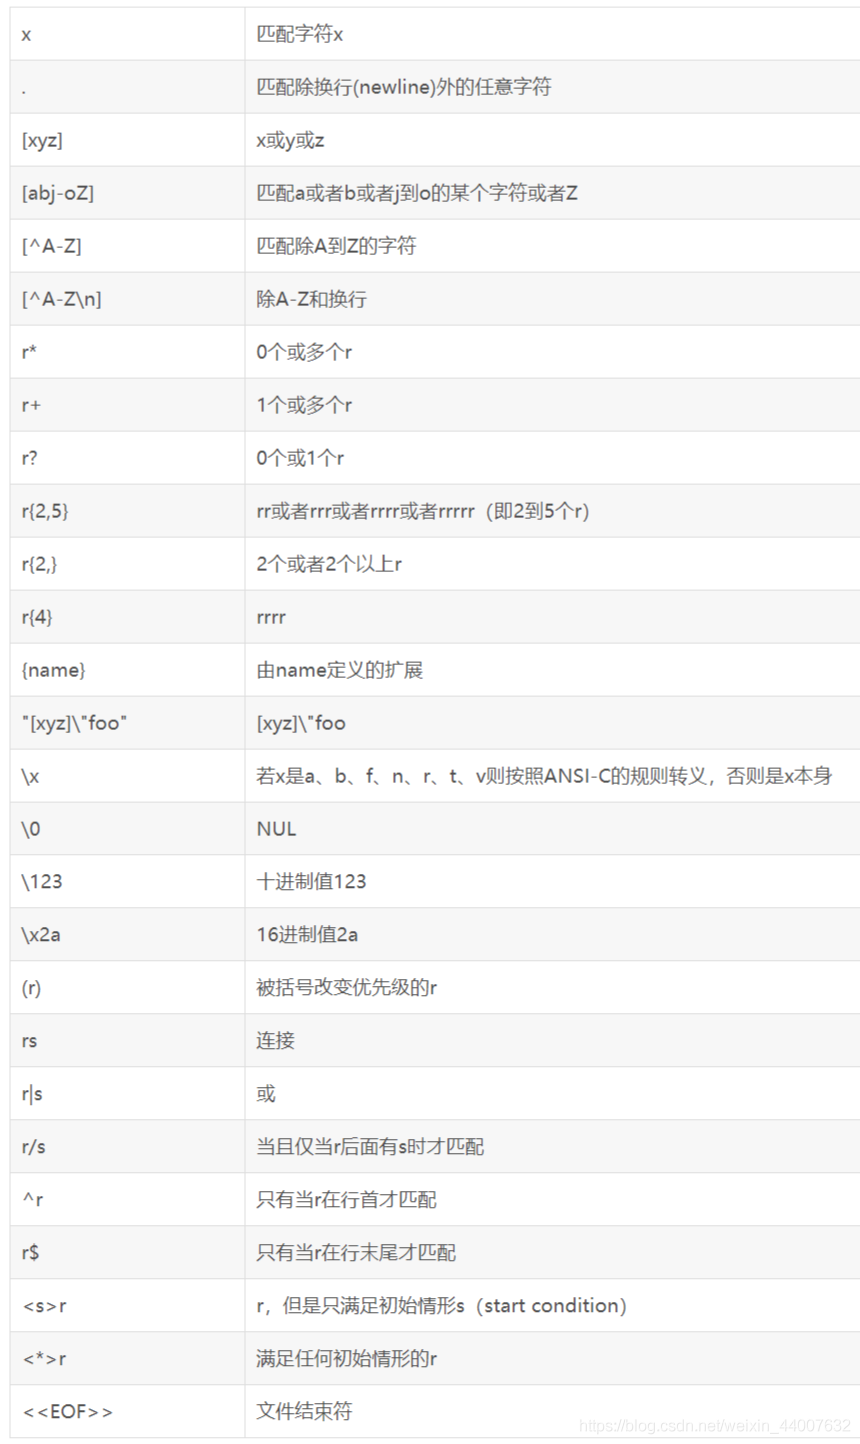 x 匹配字符x
. 匹配除换行(newline)外的任意字符
[xyz] x或y或z
[abj-oZ] 匹配a或者b或者j到o的某个字符或者Z
[^A-Z] 匹配除A到Z的字符
[^A-Z\n] 除A-Z和换行
r* 0个或多个r
r+ 1个或多个r
r? 0个或1个r
r{2,5} rr或者rrr或者rrrr或者rrrrr（即2到5个r）
r{2,} 2个或者2个以上r
r{4} rrrr
{name} 由name定义的扩展
"[xyz]\"foo" [xyz]\"foo
\x 若x是a、b、f、n、r、t、v则按照ANSI-C的规则转义，否则是x本身
\0 NUL
\123 十进制值123
\x2a 16进制值2a
(r) 被括号改变优先级的r
rs 连接
r|s 或
r/s 当且仅当r后面有s时才匹配
^r 只有当r在行首才匹配
r$ 只有当r在行末尾才匹配
<s>r r，但是只满足初始情形s（start condition）
<*>r 满足任何初始情形的r
<<EOF>> 文件结束符
https://blog.csdn.net/weixin_44007632